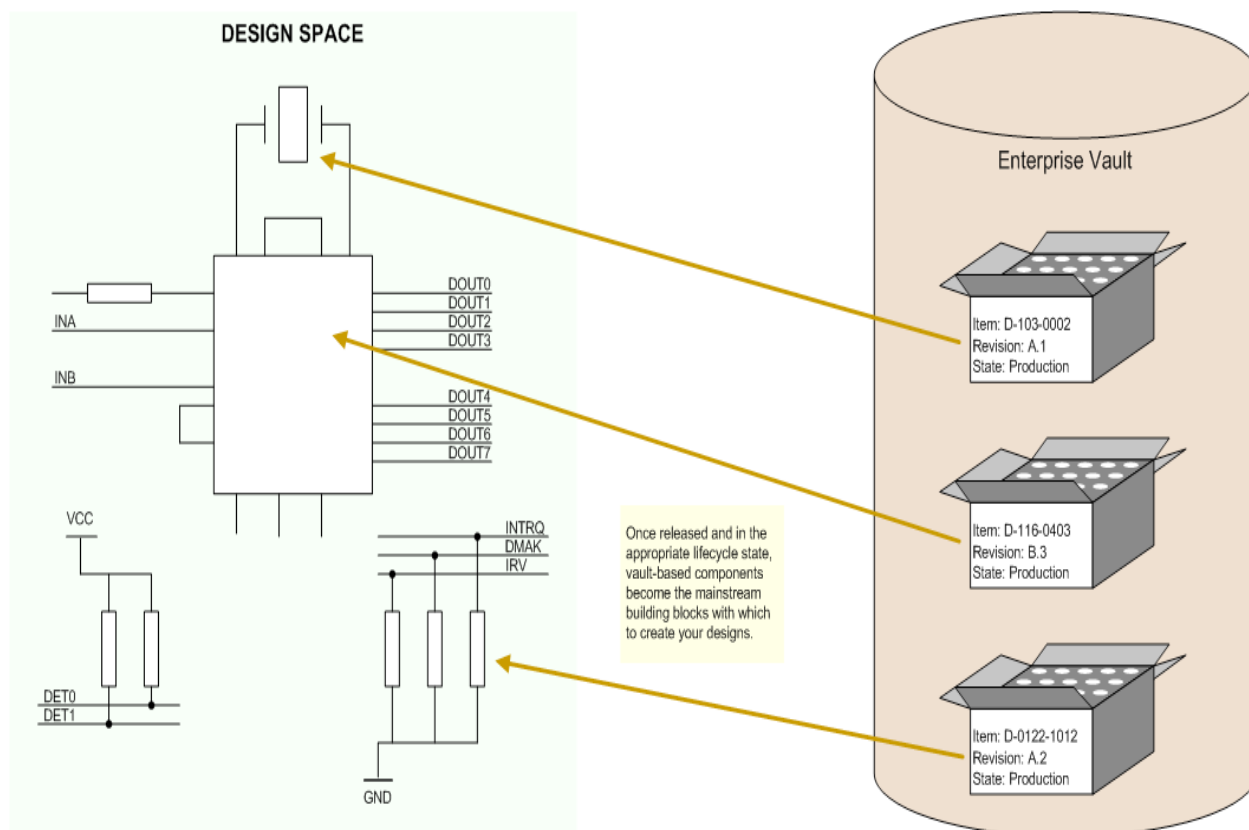 DESIGN SPACE
Enterprise Vault
Item: D-103-0002
Revision: A.1
State: Production
DOUT0
DOUT1
INA
DOUT2
DOUT3
INB
DOUT4
DOUT5
DOUT6
DOUT7
Item: D-116-0403
Revision: B.3
State: Production
VCC
INTRQ
DMAK
IRV
Once released and in the
appropriate lifecycle state,
vault-based components
become the mainstream
building blocks with which
to create your designs.
DET0
DET1
GND
Item: D-0122-1012
Revision: A.2
State: Production